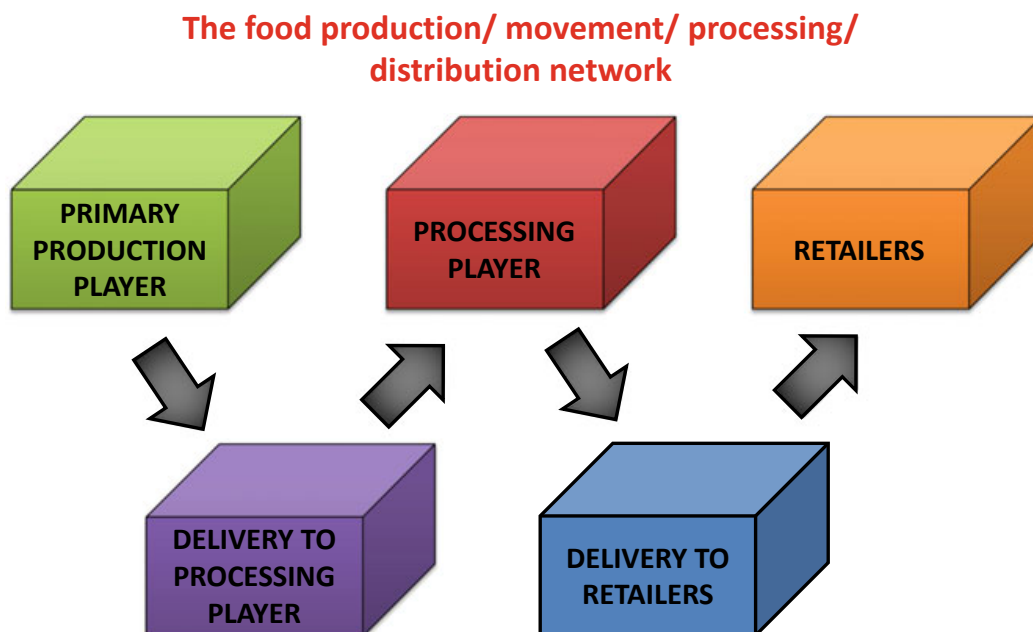 The food production/ movement/ processing/
distribution network
PRIMARY
PRODUCTION
PLAYER
PROCESSING
PLAYER
RETAILERS
DELIVERY TO
PROCESSING
PLAYER
DELIVERY TO
RETAILERS